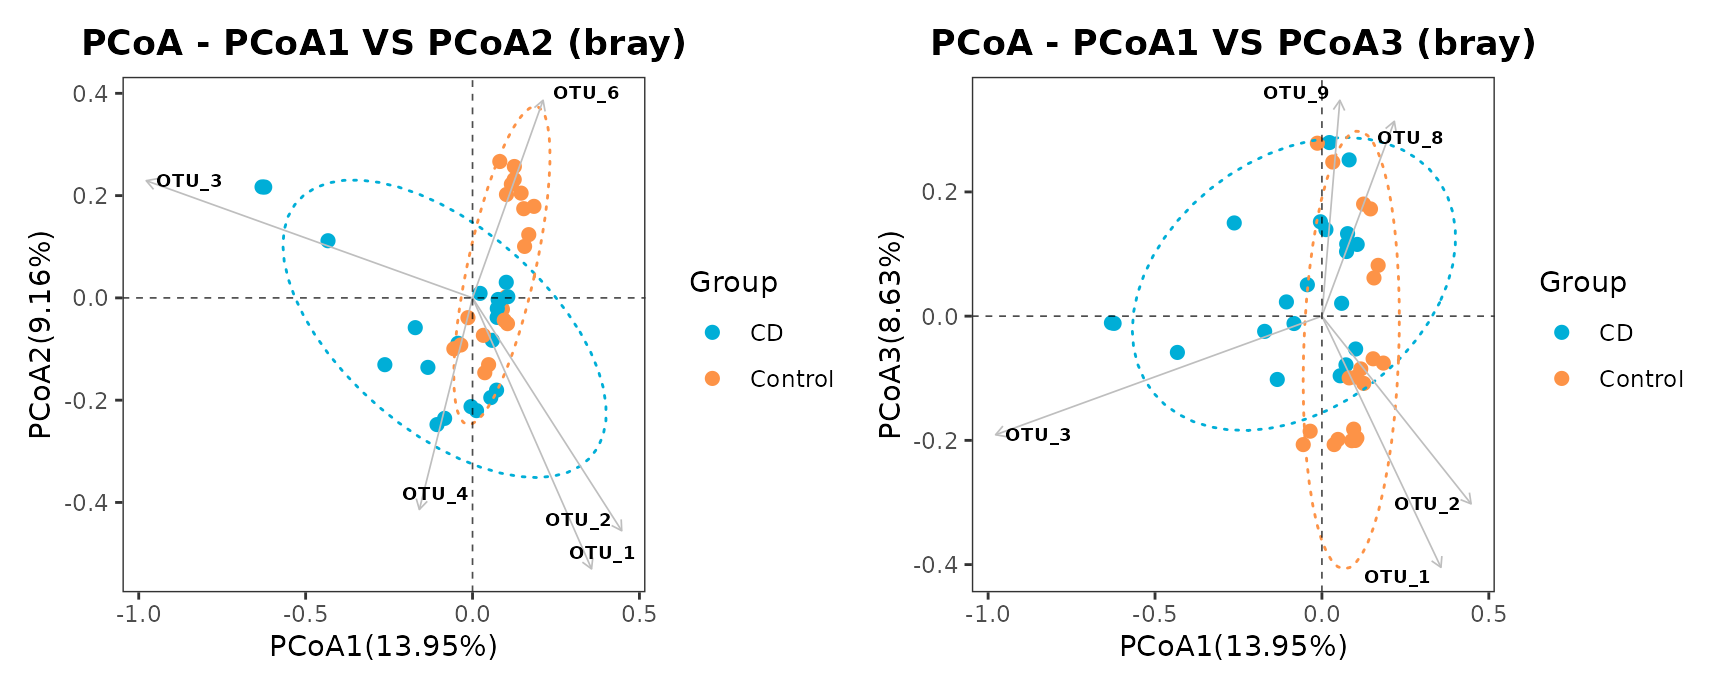 PCoA - PCoA1 VS PCoA2 (bray)
0.4
0.2
0.0
-0.2
-0.4
PCoA2(9.16%)
OTU_6
OTU_3
OTU_4
OTU_2
OTU_1
-1.0
-0.5
0.0
0.5
PCoA1(13.95%)
Group
CD
Control
PCoA - PCoA1 VS PCoA3 (bray)
0.2
0.0
-0.2
-0.4
PCoA3(8.63%)
OTU_9
OTU_8
OTU_3
OTU_2
OTU_1
-1.0
-0.5
0.0
0.5
PCoA1(13.95%)
Group
CD
Control